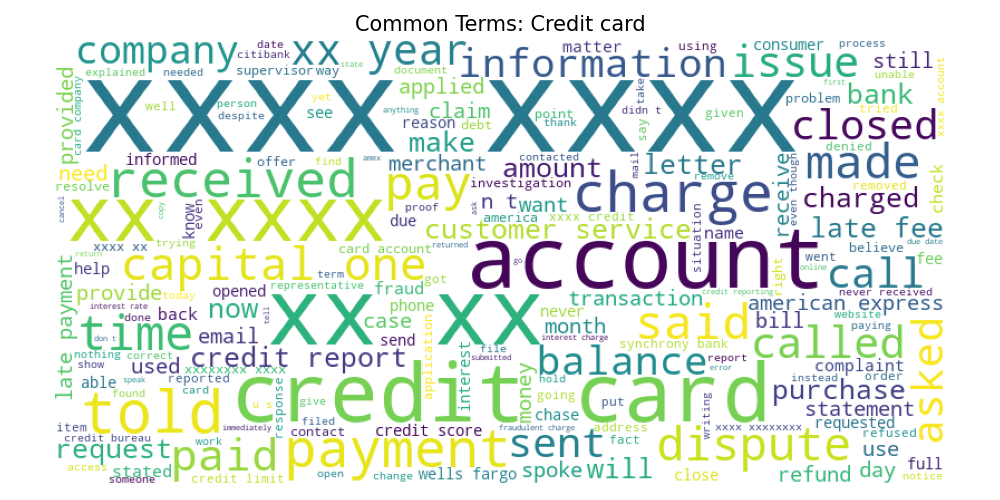 Common Terms: Credit card
company
xx year
date
citibank
information
matter
using
issue
consumer
process
still
explained
needed
supervisor
way
state
document
unable
provided
card company
XXXX XXXX
applied
first
well
person
despite
yet
see
anything
claim
reason
debt
point
thank
didn t
say
take
given
problem
bank
tried
xxxx account
closed
make
denied
informed
offer
find
amex
merchant
contacted
amount
mail
letter
remove
receive
even though
made
removed
check
need
resolve
received
pay
investigation
charge
charged
cancel
xx xxxx
copy
know
even
proof
due
ask
n t
want
america
xxxx credit
situation
name
late fee
believe
due date
fee
customer service
xxxx xx
trying
card account
returned
account
went
call
return
help
capital one
term
got
go
right
online
late payment
provide
today
opened
representative
fraud
transaction
credit reporting
never received
american express
interest rate
done
back
now
tell
xx xx
phone
case
send
never
month
interest charge
bill
website
paying
time
don t
email
application
said
called
asked
nothing
show
correct
used
credit report
file
submitted
balance
synchrony bank
report
error
complaint
able
reported
xxxxxxxx xxxx
interest
hold
going
money
instead
order
purchase
found
speak
card
credit card
told
u s
give
response
put
chase
statement
item
immediately
filed
contact
credit score
fraudulent charge
address
writing
xxxx xxxxxxxx
requested
credit bureau
request
work
paid
payment
sent
fact
dispute
refused
use
access
stated
someone
credit limit
open
change
wells fargo
spoke
will
close
refund
day
full
notice